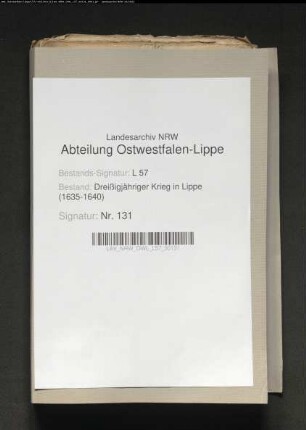 Landesarchiv NRW
Abteilung Ostwestfalen-Lippe
Bestands-Signatur: L 57
Bestand: Dreißigjähriger Krieg in Lippe
(1635-1640)
Signatur: Nr. 131